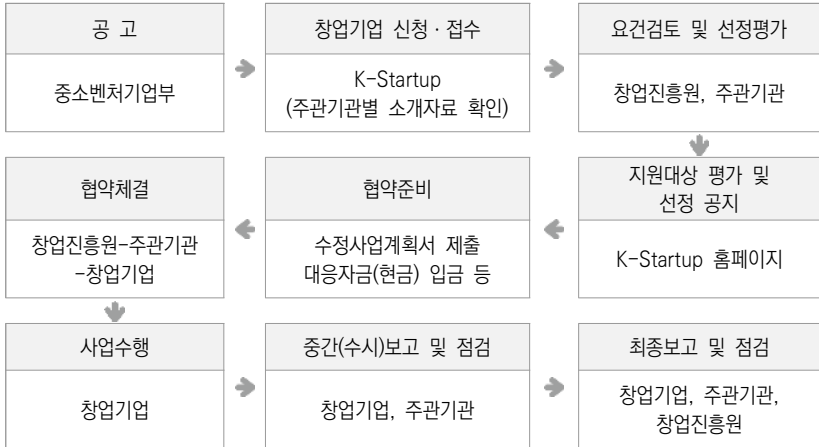 공 고
중소벤처기업부
창업기업 신청·접수
K-Startup
(주관기관별 소개자료 확인)
요건검토 및 선정평가
창업진흥원, 주관기관
지원대상 평가 및
선정 공지
K-Startup 홈페이지
협약준비
수정사업계획서 제출
대응자금(현금) 입금 등
협약체결
창업진흥원-주관기관
-창업기업
사업수행
창업기업
중간(수시)보고 및 점검
창업기업, 주관기관
최종보고 및 점검
창업기업, 주관기관,
창업진흥원